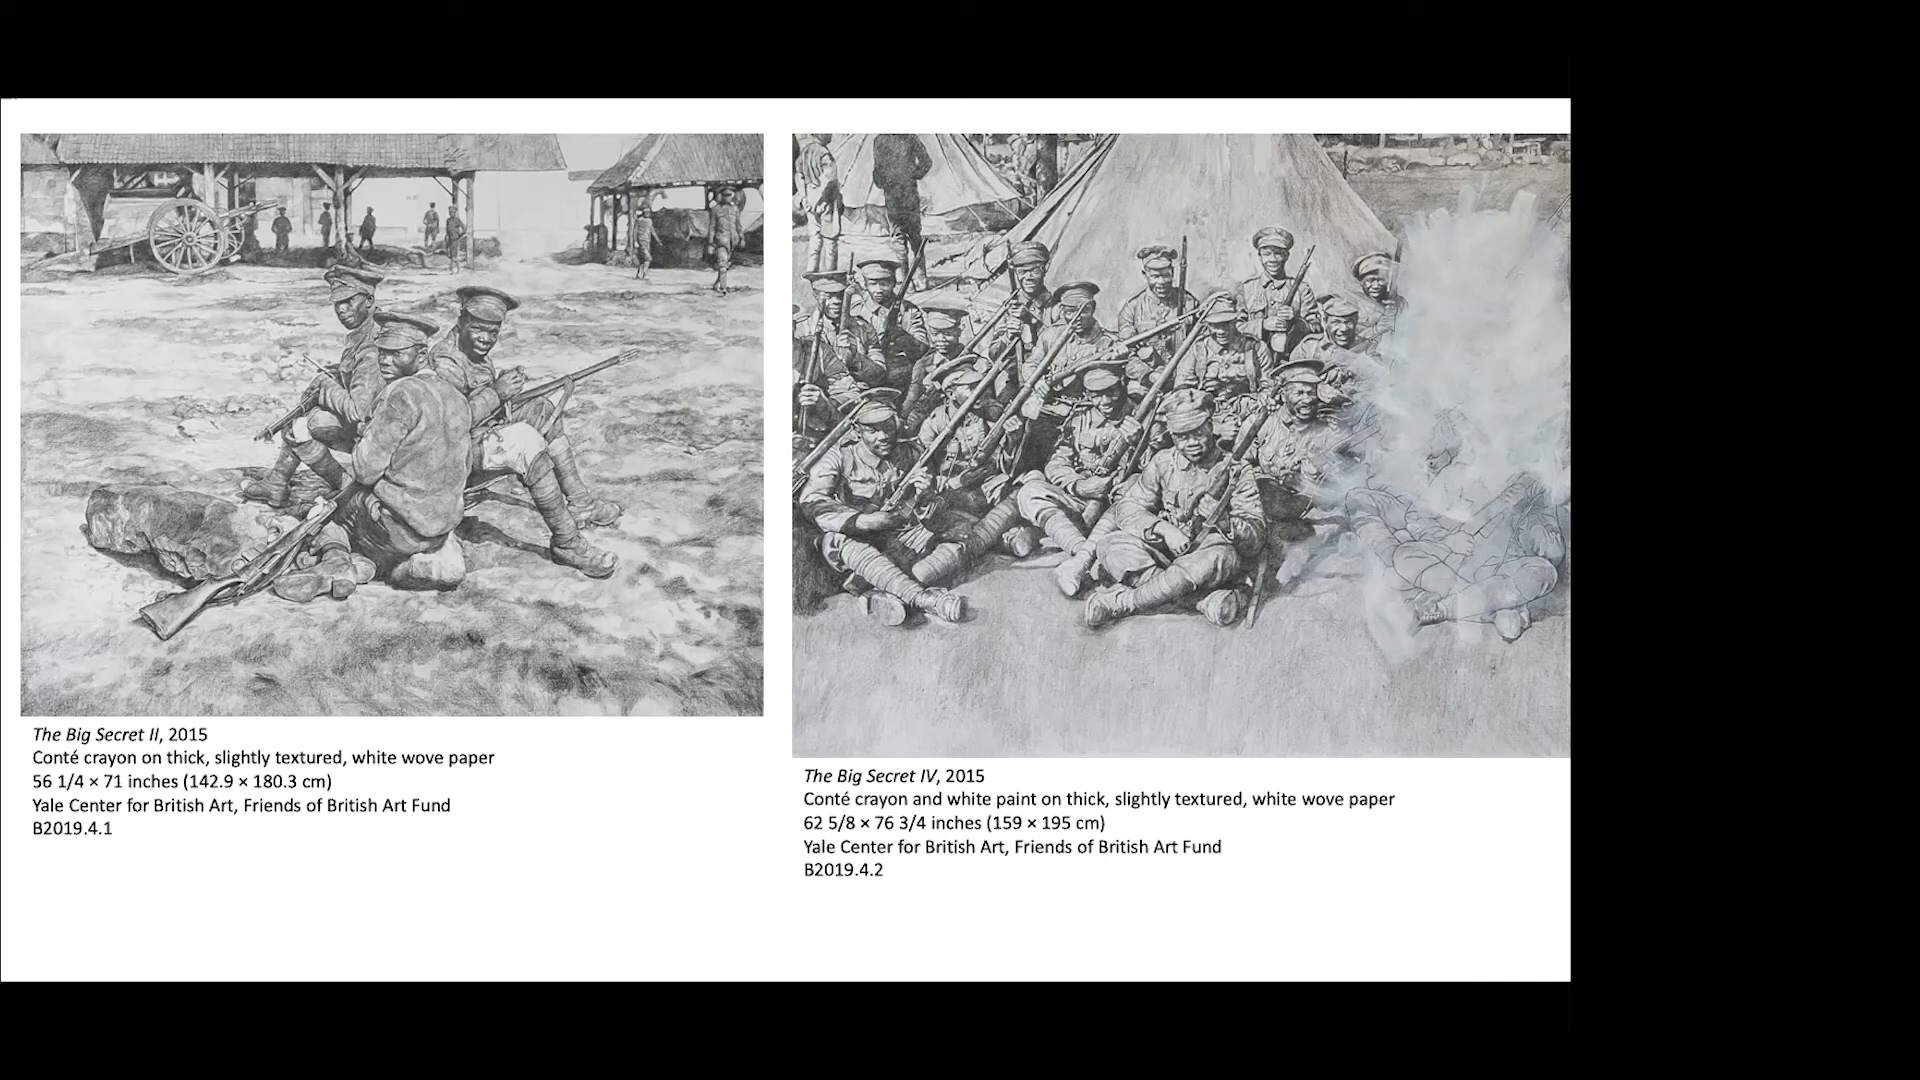 The Big Secret II, 2015
Conté crayon on thick, slightly textured, white wove paper
56 1/4 × 71 inches (142.9 × 180.3 cm)
Yale Center for British Art, Friends of British Art Fund
B2019.4.1
The Big Secret IV, 2015
Conté crayon and white paint on thick, slightly textured, white wove paper
62 5/8 × 76 3/4 inches (159 × 195 cm)
Yale Center for British Art, Friends of British Art Fund
B2019.4.2